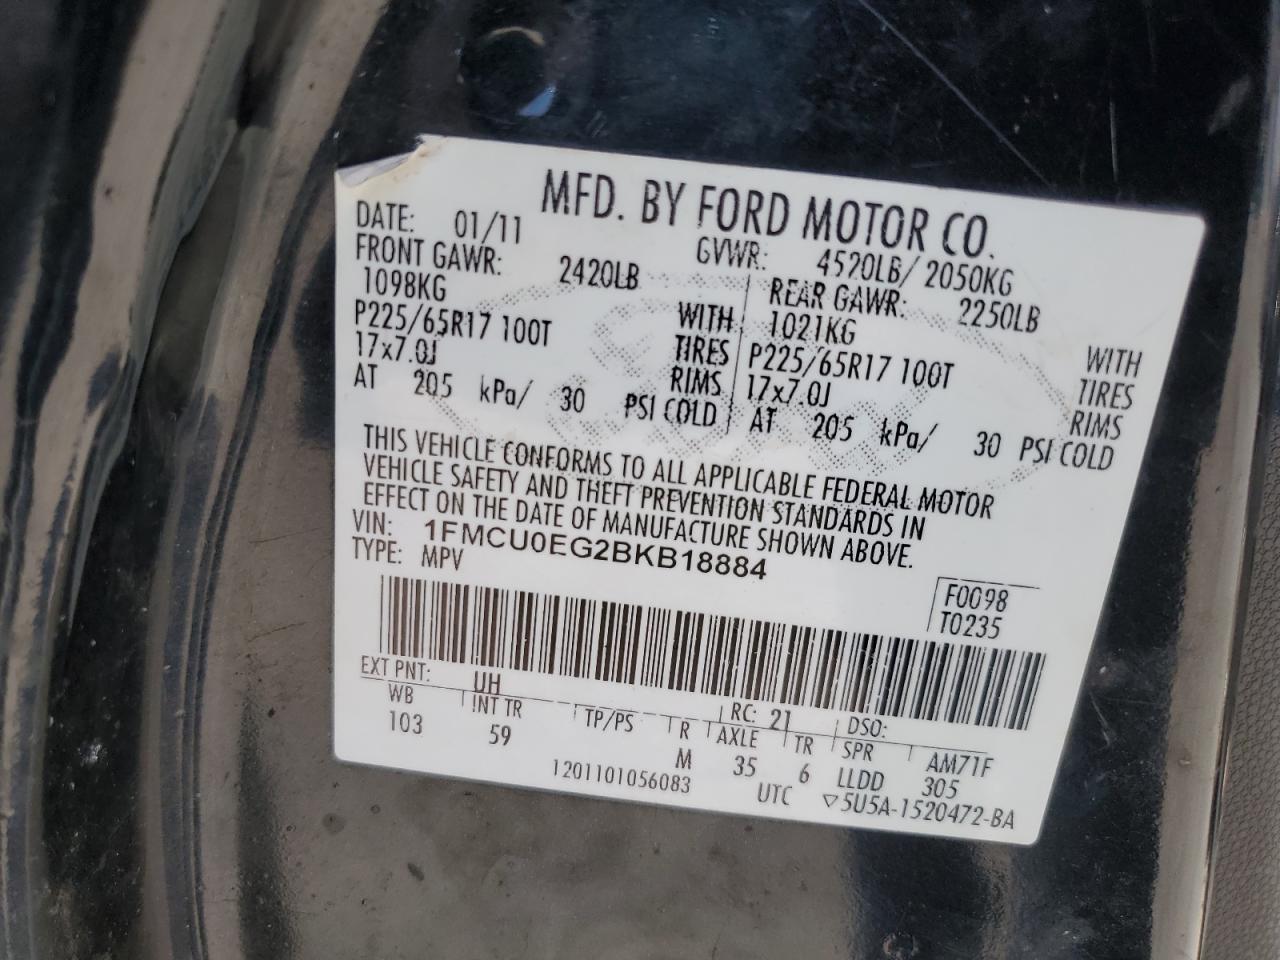 MFD. BY FORD MOTOR CO.
DATE: 01/11 GVWR: 4520LB/ 2050KG
FRONT GAWR: 2420LB REAR GAWR: 2250LB
1098KG WITH 1021KG WITH
P225/65R17 100T TIRES P225/65R17 100T TIRES
17x7.0J RIMS 17x7.0J RIMS
AT 205 kPa/ 30 PSI COLD AT 205 kPa/ 30 PSI COLD
THIS VEHICLE CONFORMS TO ALL APPLICABLE FEDERAL MOTOR
VEHICLE SAFETY AND THEFT PREVENTION STANDARDS IN
EFFECT ON THE DATE OF MANUFACTURE SHOWN ABOVE.
VIN: 1FMCU0EG2BKB18884
TYPE: MPV
F0098
T0235
EXT PNT: UH RC: 21 DSO:
WB INT TR TP/PS R AXLE TR SPR AM71F
103 59 M 35 6 LLDD 305
1201101056083 UTC ▽5U5A-1520472-BA